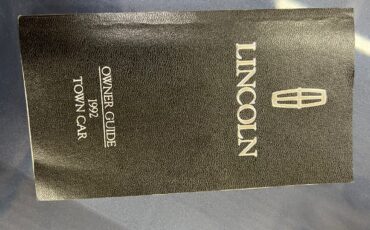 LINCOLN
OWNER GUIDE
1992
TOWN CAR